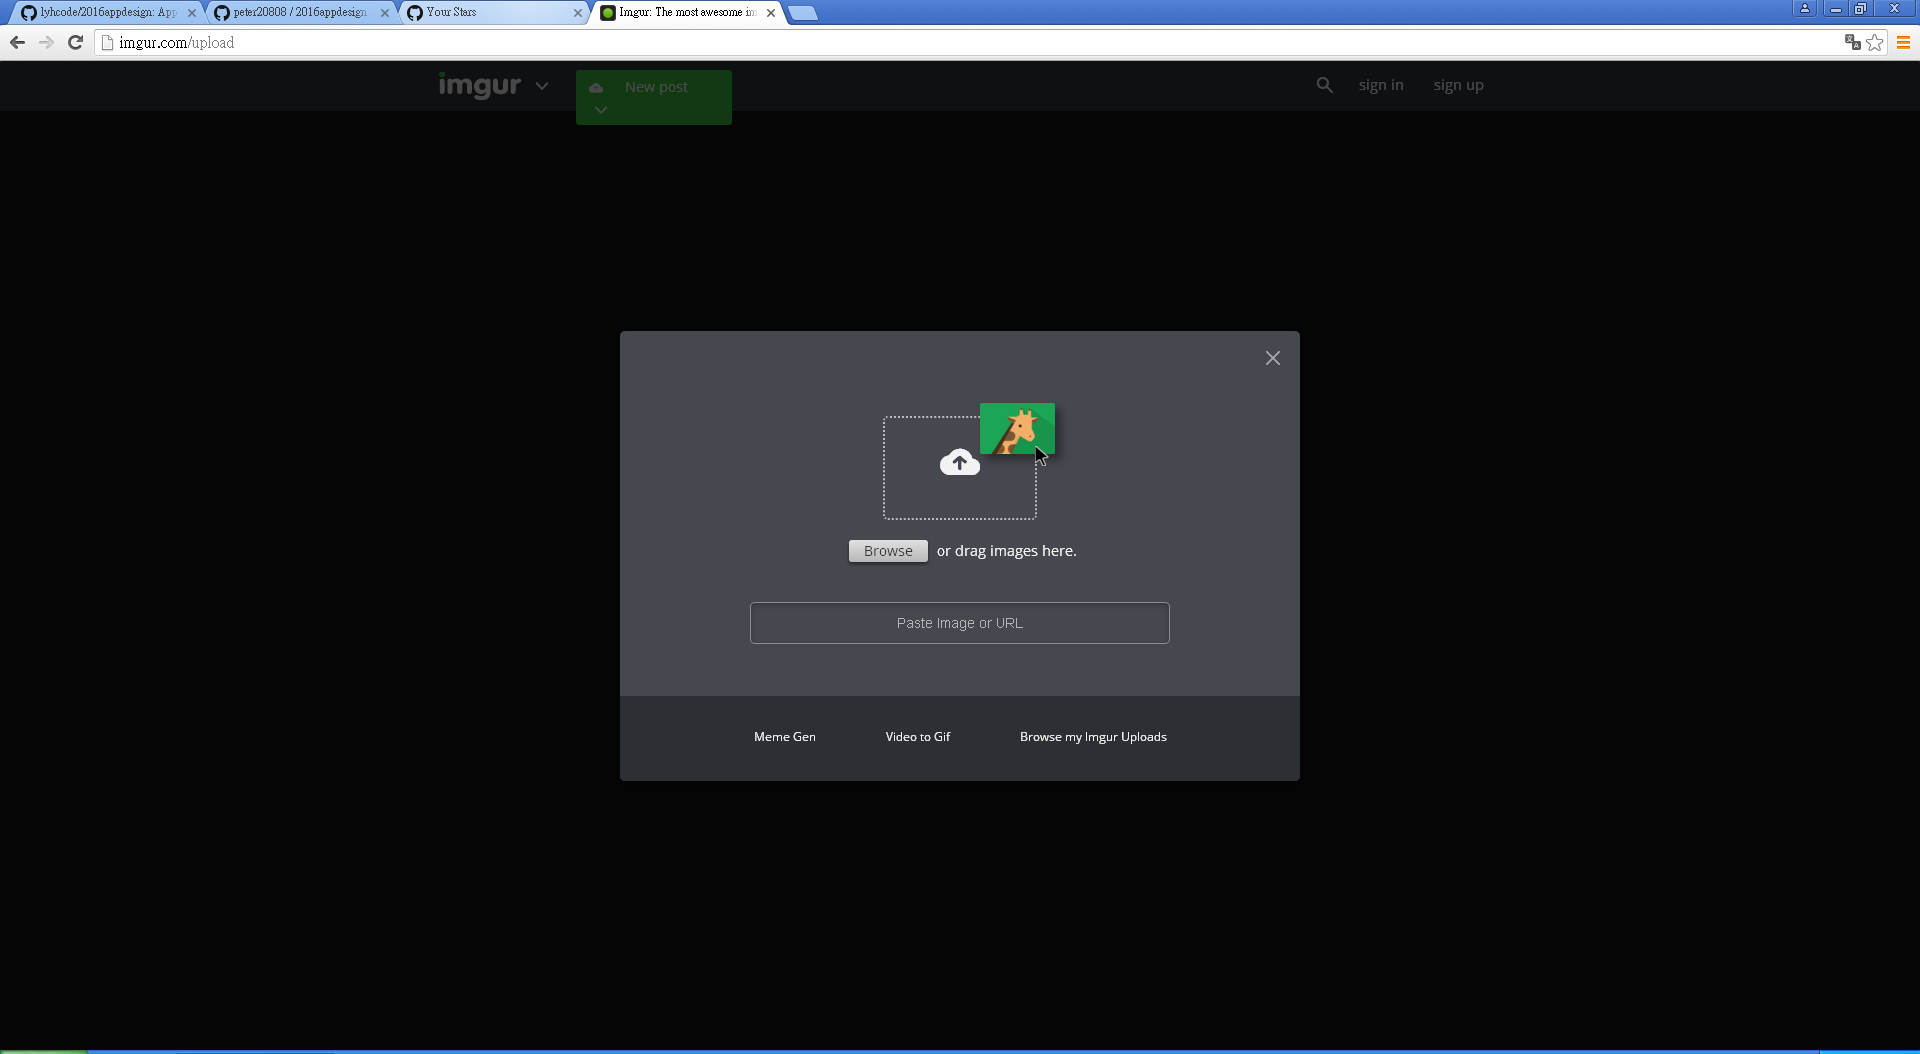 lyhcode/2016appdesign: App
peter20808 / 2016appdesign
Your Stars
Imgur: The most awesome im
imgur.com/upload
imgur
New post
sign in
sign up
Browse or drag images here.
Paste Image or URL
Meme Gen
Video to Gif
Browse my Imgur Uploads